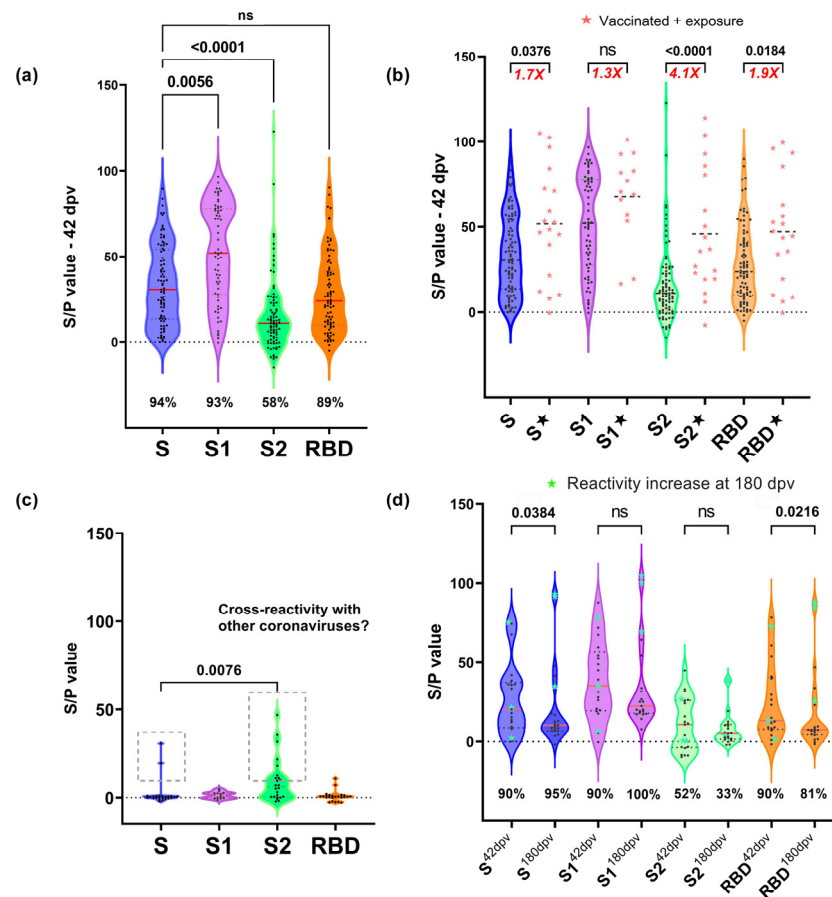 (a)
ns
<0.0001
0.0056
S/P value - 42 dpv
150
100
50
0
94% 93% 58% 89%
S S1 S2 RBD
★ Vaccinated + exposure
(b)
0.0376 ns <0.0001 0.0184
1.7X 1.3X 4.1X 1.9X
S/P value - 42 dpv
150
100
50
0
S S★ S1 S1★ S2 S2★ RBD RBD★
(c)
S/P value
150
100
50
0
Cross-reactivity with
other coronaviruses?
0.0076
S S1 S2 RBD
★ Reactivity increase at 180 dpv
(d)
0.0384 ns ns 0.0216
S/P value
150
100
50
0
90% 95% 90% 100% 52% 33% 90% 81%
S42dpv S180dpv S142dpv S1180dpv S242dpv S2180dpv RBD42dpv RBD180dpv